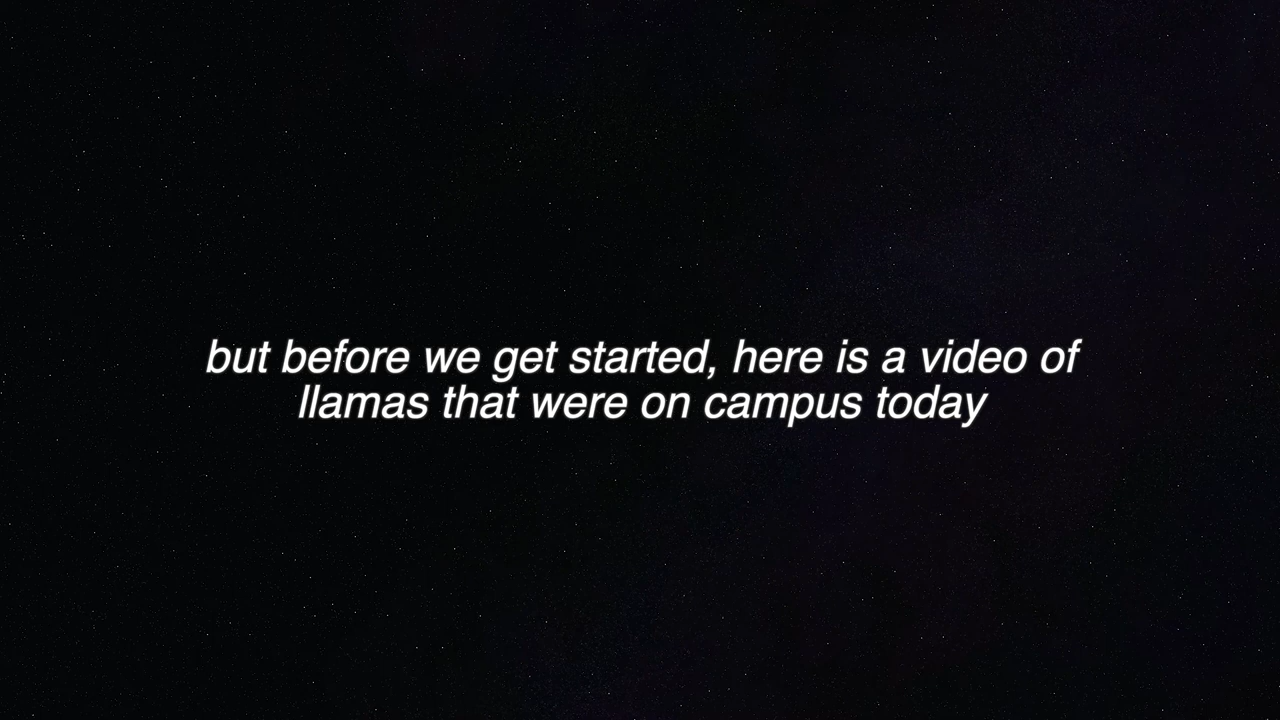 but before we get started, here is a video of
llamas that were on campus today